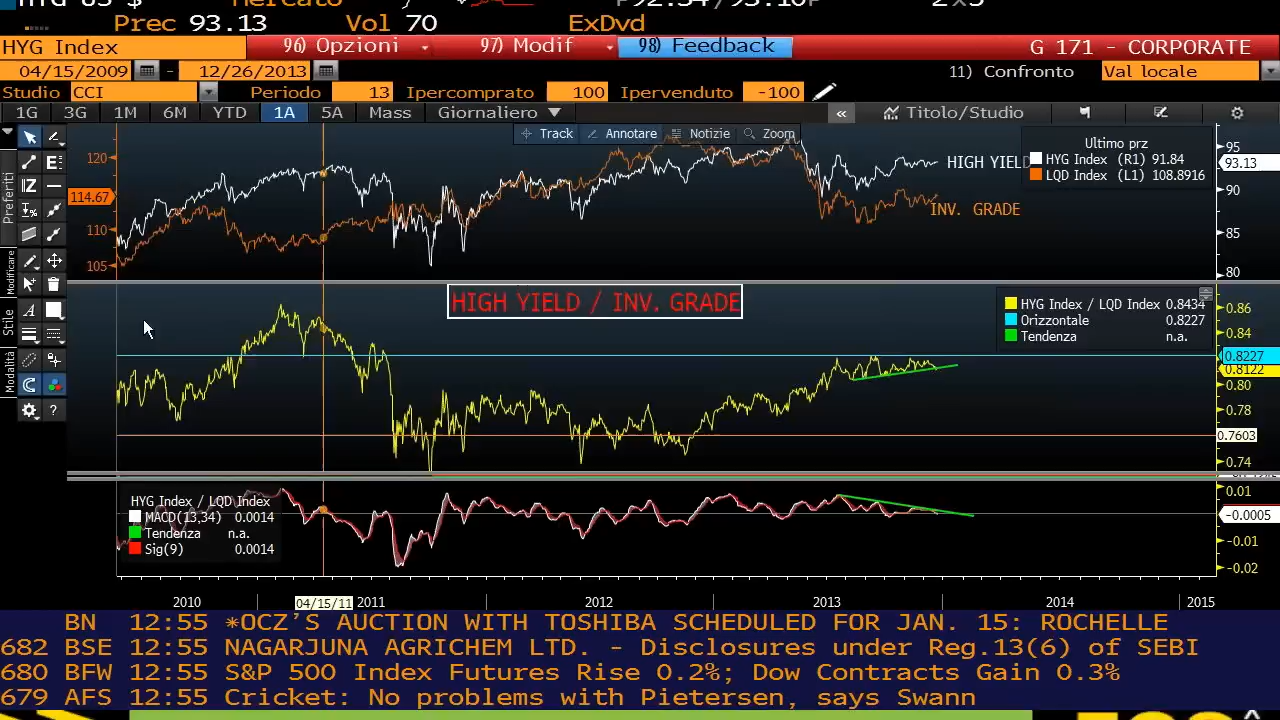 Prec 93.13 Vol 70 ExDvd
HYG Index 96) Opzioni 97) Modif 98) Feedback G 171 - CORPORATE
04/15/2009 - 12/26/2013 11) Confronto Val locale
Studio CCI Periodo 13 Ipercomprato 100 Ipervenduto -100
1G 3G 1M 6M YTD 1A 5A Mass Giornaliero « Titolo/Studio
Track Annotare Notizie Zoom
Preferiti
Modificare
Stile
Modalità
120
114.67
110
105
HIGH YIELD
INV. GRADE
Ultimo prz
HYG Index (R1) 91.84
LQD Index (L1) 108.8916
95
93.13
90
85
80
HIGH YIELD / INV. GRADE
HYG Index / LQD Index 0.8434
Orizzontale 0.8227
Tendenza n.a.
0.86
0.84
0.8227
0.8122
0.80
0.78
0.7603
0.74
HYG Index / LQD Index
MACD(13,34) 0.0014
Tendenza n.a.
Sig(9) 0.0014
0.01
-0.0005
-0.01
-0.02
2010 04/15/11 2011 2012 2013 2014 2015
BN 12:55 *OCZ'S AUCTION WITH TOSHIBA SCHEDULED FOR JAN. 15: ROCHELLE
682 BSE 12:55 NAGARJUNA AGRICHEM LTD. - Disclosures under Reg.13(6) of SEBI
680 BFW 12:55 S&P 500 Index Futures Rise 0.2%; Dow Contracts Gain 0.3%
679 AFS 12:55 Cricket: No problems with Pietersen, says Swann